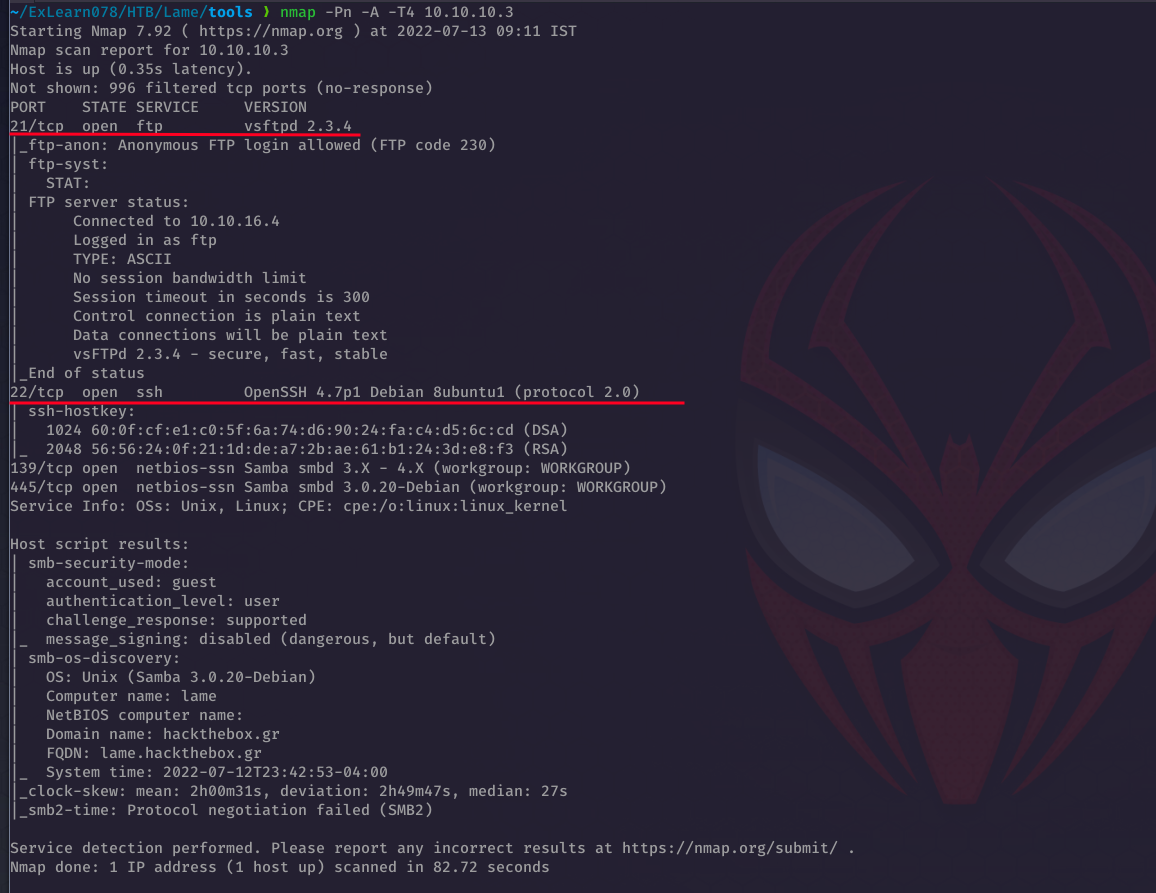 ~/ExLearn078/HTB/Lame/tools ❯ nmap -Pn -A -T4 10.10.10.3
Starting Nmap 7.92 ( https://nmap.org ) at 2022-07-13 09:11 IST
Nmap scan report for 10.10.10.3
Host is up (0.35s latency).
Not shown: 996 filtered tcp ports (no-response)
PORT    STATE SERVICE     VERSION
21/tcp  open  ftp         vsftpd 2.3.4
|_ftp-anon: Anonymous FTP login allowed (FTP code 230)
| ftp-syst:
|   STAT:
| FTP server status:
|      Connected to 10.10.16.4
|      Logged in as ftp
|      TYPE: ASCII
|      No session bandwidth limit
|      Session timeout in seconds is 300
|      Control connection is plain text
|      Data connections will be plain text
|      vsFTPd 2.3.4 - secure, fast, stable
|_End of status
22/tcp  open  ssh         OpenSSH 4.7p1 Debian 8ubuntu1 (protocol 2.0)
| ssh-hostkey:
|   1024 60:0f:cf:e1:c0:5f:6a:74:d6:90:24:fa:c4:d5:6c:cd (DSA)
|_  2048 56:56:24:0f:21:1d:de:a7:2b:ae:61:b1:24:3d:e8:f3 (RSA)
139/tcp open  netbios-ssn Samba smbd 3.X - 4.X (workgroup: WORKGROUP)
445/tcp open  netbios-ssn Samba smbd 3.0.20-Debian (workgroup: WORKGROUP)
Service Info: OSs: Unix, Linux; CPE: cpe:/o:linux:linux_kernel
Host script results:
| smb-security-mode:
|   account_used: guest
|   authentication_level: user
|   challenge_response: supported
|_  message_signing: disabled (dangerous, but default)
| smb-os-discovery:
|   OS: Unix (Samba 3.0.20-Debian)
|   Computer name: lame
|   NetBIOS computer name:
|   Domain name: hackthebox.gr
|   FQDN: lame.hackthebox.gr
|_  System time: 2022-07-12T23:42:53-04:00
|_clock-skew: mean: 2h00m31s, deviation: 2h49m47s, median: 27s
|_smb2-time: Protocol negotiation failed (SMB2)
Service detection performed. Please report any incorrect results at https://nmap.org/submit/ .
Nmap done: 1 IP address (1 host up) scanned in 82.72 seconds